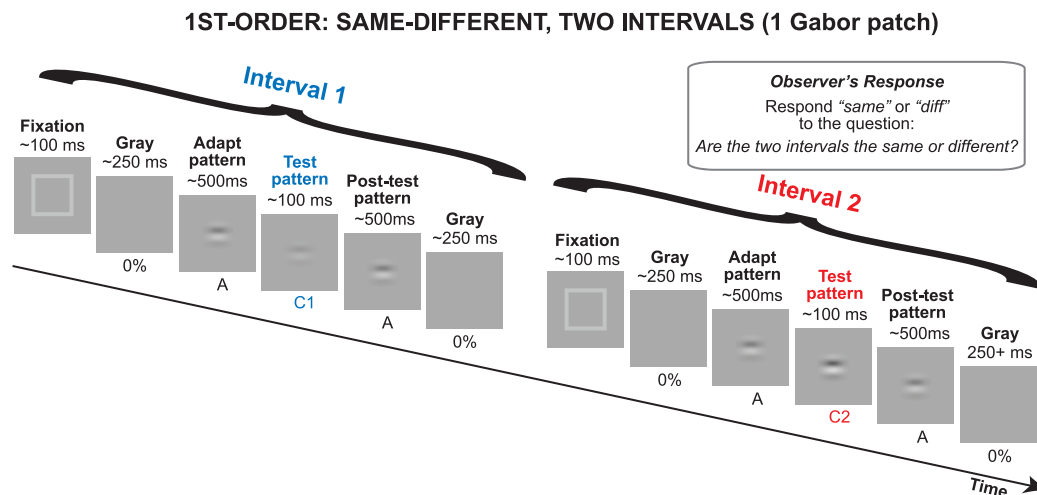 1ST-ORDER: SAME-DIFFERENT, TWO INTERVALS (1 Gabor patch)
Interval 1
Observer's Response
Respond “same” or “diff”
to the question:
Are the two intervals the same or different?
Fixation
~100 ms
Gray
~250 ms
0%
Adapt
pattern
~500ms
A
Test
pattern
~100 ms
C1
Post-test
pattern
~500ms
A
Gray
~250 ms
0%
Interval 2
Fixation
~100 ms
Gray
~250 ms
0%
Adapt
pattern
~500ms
A
Test
pattern
~100 ms
C2
Post-test
pattern
~500ms
A
Gray
250+ ms
0%
Time